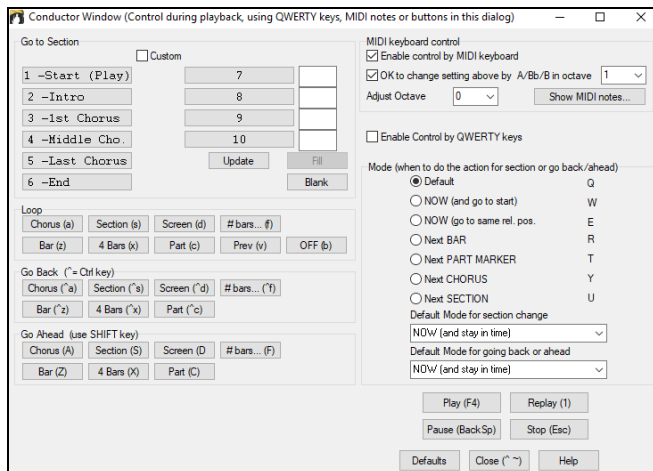 Conductor Window (Control during playback, using QWERTY keys, MIDI notes or buttons in this dialog)
Go to Section
Custom
1 -Start (Play) 7
2 -Intro 8
3 -1st Chorus 9
4 -Middle Cho. 10
5 -Last Chorus Update Fill
6 -End Blank
Loop
Chorus (a) Section (s) Screen (d) # bars... (f)
Bar (z) 4 Bars (x) Part (c) Prev (v) OFF (b)
Go Back (^= Ctrl key)
Chorus (^a) Section (^s) Screen (^d) # bars... (^f)
Bar (^z) 4 Bars (^x) Part (^c)
Go Ahead (use SHIFT key)
Chorus (A) Section (S) Screen (D # bars... (F)
Bar (Z) 4 Bars (X) Part (C)
MIDI keyboard control
Enable control by MIDI keyboard
OK to change setting above by A/Bb/B in octave 1
Adjust Octave 0 Show MIDI notes...
Enable Control by QWERTY keys
Mode (when to do the action for section or go back/ahead)
Default Q
NOW (and go to start) W
NOW (go to same rel. pos. E
Next BAR R
Next PART MARKER T
Next CHORUS Y
Next SECTION U
Default Mode for section change
NOW (and stay in time)
Default Mode for going back or ahead
NOW (and stay in time)
Play (F4) Replay (1)
Pause (BackSp) Stop (Esc)
Defaults Close (^ ~) Help